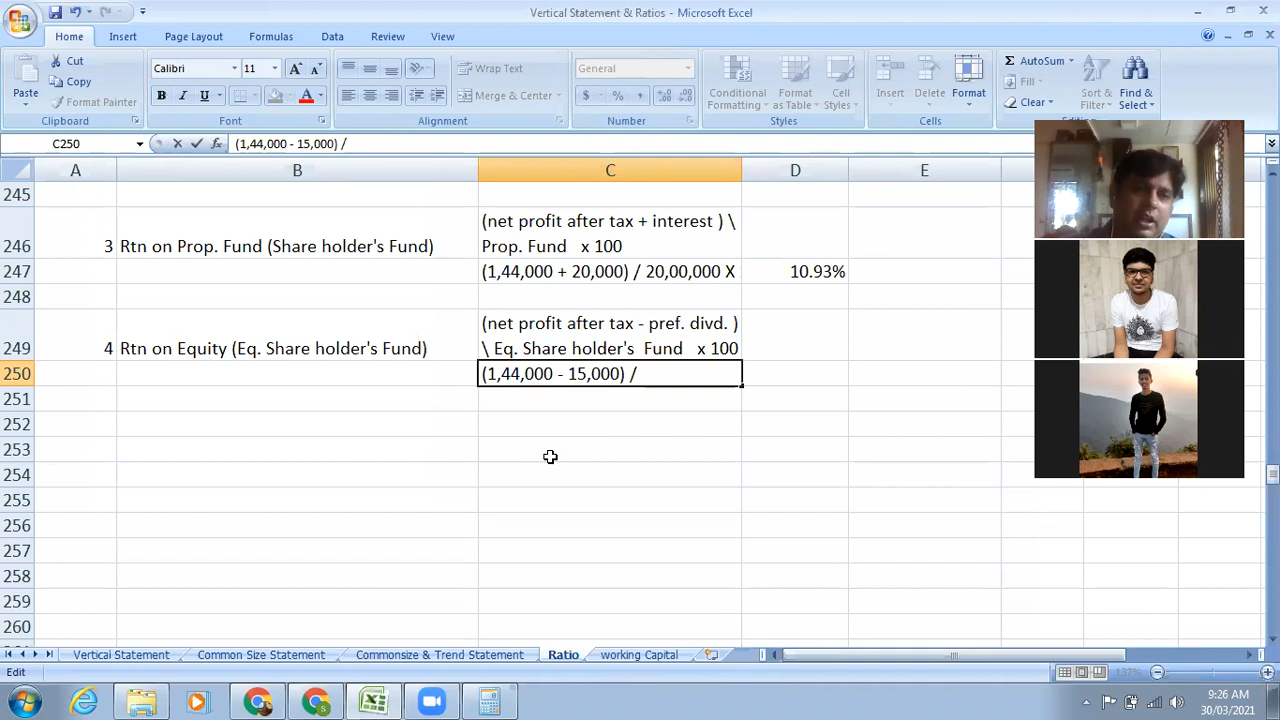 Vertical Statement & Ratios - Microsoft Excel
Home Insert Page Layout Formulas Data Review View
Paste
Cut
Copy
Format Painter
Clipboard
Calibri 11
B I U
Font
Wrap Text
Merge & Center
Alignment
General
$ % ,
Number
Conditional Formatting
Format as Table
Cell Styles
Styles
Insert Delete Format
Cells
Σ AutoSum
Fill
Clear
Sort & Filter
Find & Select
C250 (1,44,000 - 15,000) /
A B C D E
245
246 3 Rtn on Prop. Fund (Share holder's Fund) (net profit after tax + interest ) \
Prop. Fund x 100
247 (1,44,000 + 20,000) / 20,00,000 X 10.93%
248
249 4 Rtn on Equity (Eq. Share holder's Fund) (net profit after tax - pref. divd. )
\ Eq. Share holder's Fund x 100
250 (1,44,000 - 15,000) /
251
252
253
254
255
256
257
258
259
260
Vertical Statement Common Size Statement Commonsize & Trend Statement Ratio working Capital
Edit
9:26 AM
30/03/2021